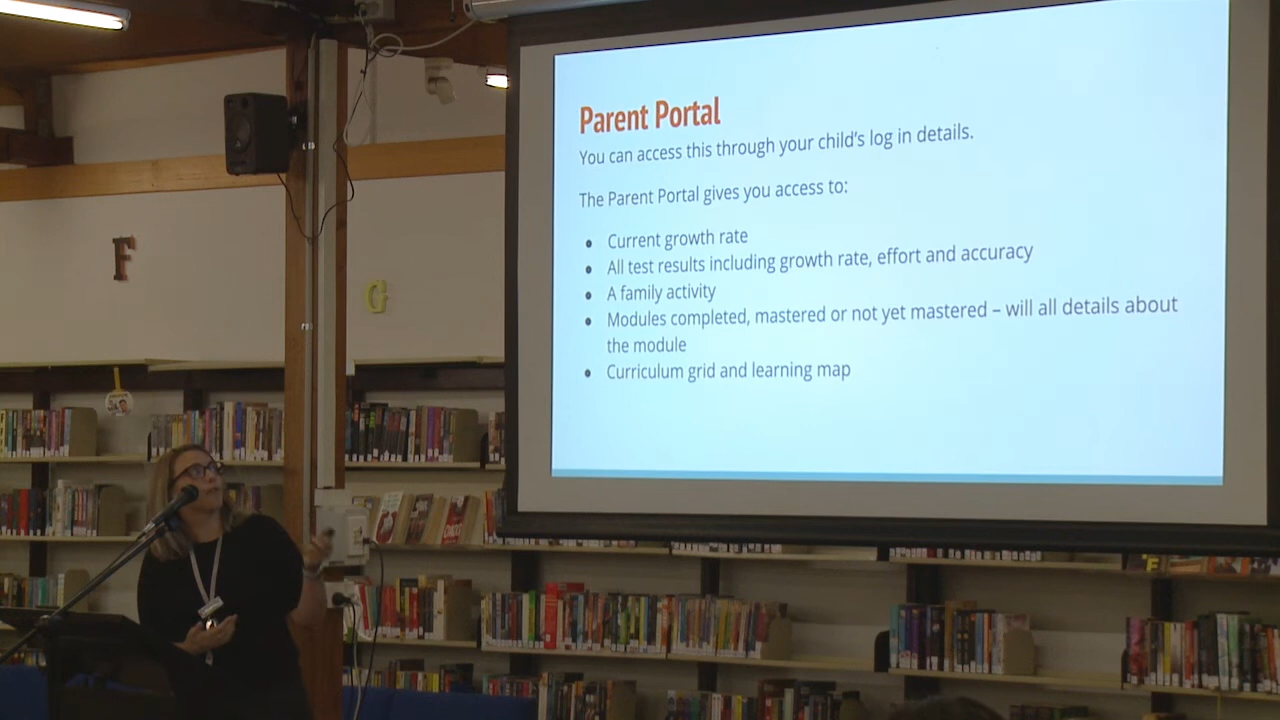 Parent Portal
You can access this through your child's log in details.
The Parent Portal gives you access to:
● Current growth rate
● All test results including growth rate, effort and accuracy
● A family activity
● Modules completed, mastered or not yet mastered – will all details about
the module
● Curriculum grid and learning map
F
G
F